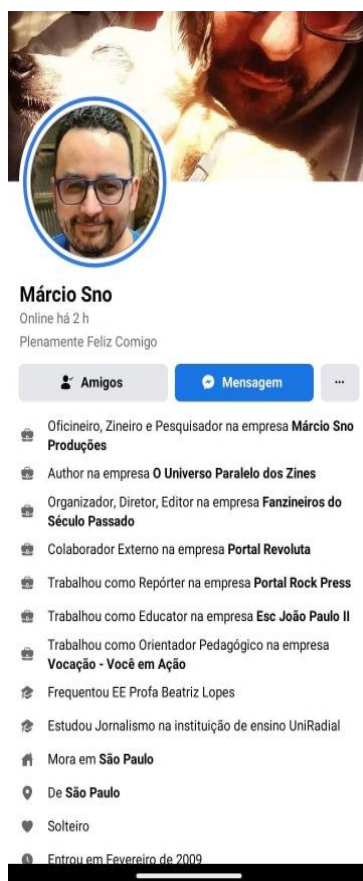 Márcio Sno
Online há 2 h
Plenamente Feliz Comigo
Amigos
Mensagem
...
Oficineiro, Zineiro e Pesquisador na empresa Márcio Sno
Produções
Author na empresa O Universo Paralelo dos Zines
Organizador, Diretor, Editor na empresa Fanzineiros do
Século Passado
Colaborador Externo na empresa Portal Revoluta
Trabalhou como Repórter na empresa Portal Rock Press
Trabalhou como Educator na empresa Esc João Paulo II
Trabalhou como Orientador Pedagógico na empresa
Vocação - Você em Ação
Frequentou EE Profa Beatriz Lopes
Estudou Jornalismo na instituição de ensino UniRadial
Mora em São Paulo
De São Paulo
Solteiro
Entrou em Fevereiro de 2009